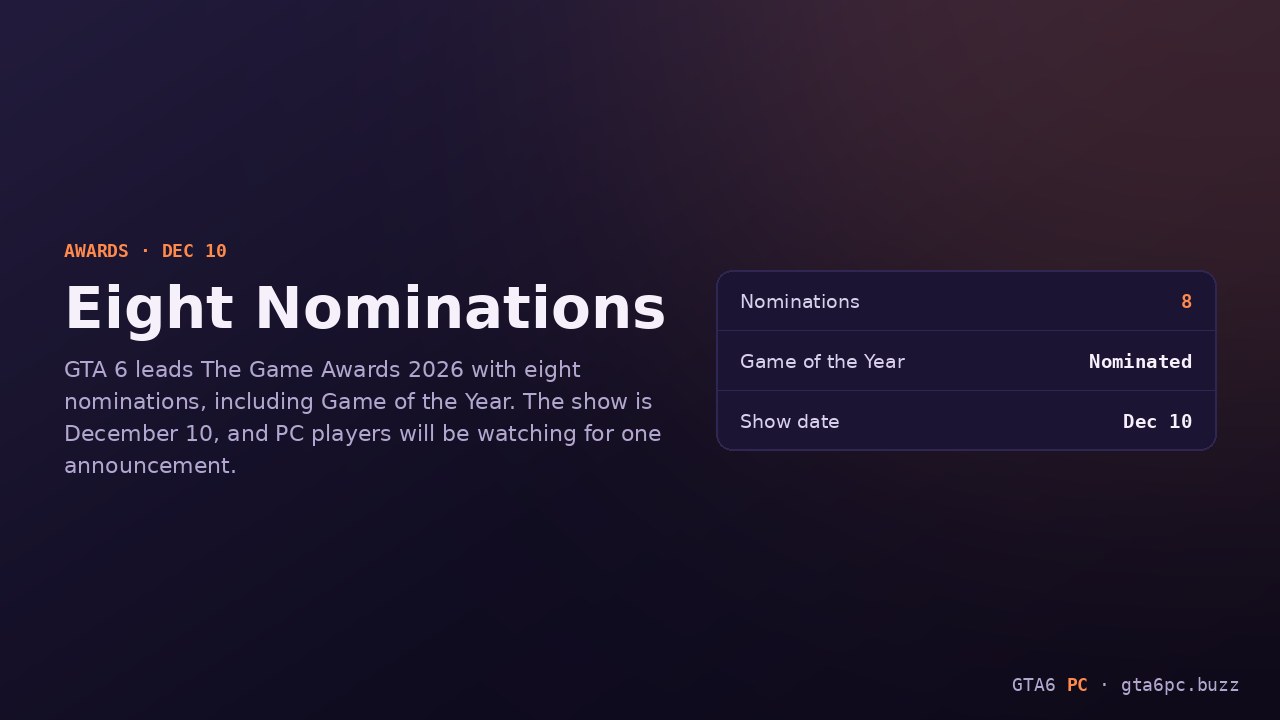 AWARDS · DEC 10
Eight Nominations
GTA 6 leads The Game Awards 2026 with eight
nominations, including Game of the Year. The show is
December 10, and PC players will be watching for one
announcement.
Nominations 8
Game of the Year Nominated
Show date Dec 10
GTA6 PC · gta6pc.buzz